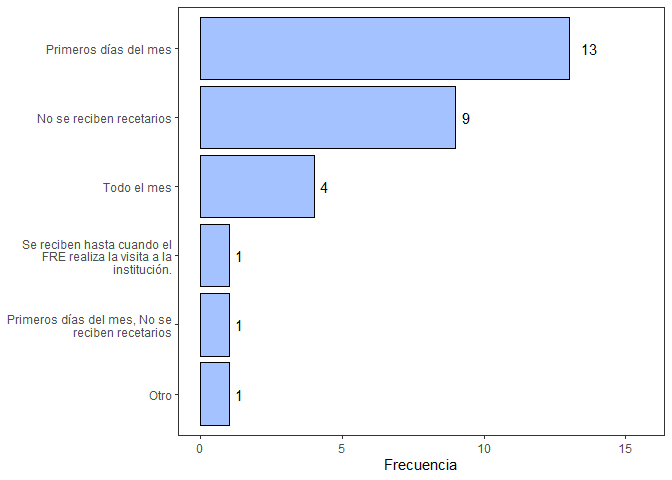 Primeros días del mes
13
No se reciben recetarios
9
Todo el mes
4
Se reciben hasta cuando el
FRE realiza la visita a la
institución.
1
Primeros días del mes, No se
reciben recetarios
1
Otro
1
0
5
10
15
Frecuencia